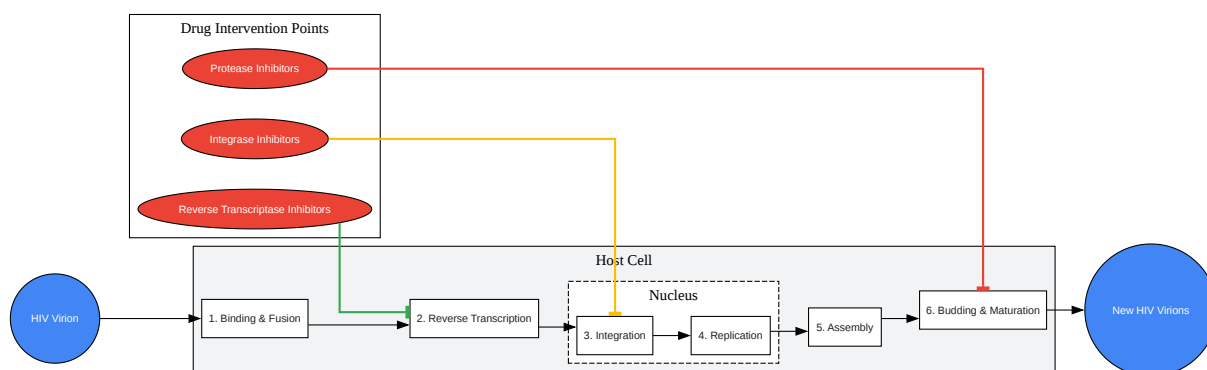 Drug Intervention Points
Protease Inhibitors
Integrase Inhibitors
Reverse Transcriptase Inhibitors
Host Cell
Nucleus
HIV Virion
1. Binding & Fusion
2. Reverse Transcription
3. Integration
4. Replication
5. Assembly
6. Budding & Maturation
New HIV Virions